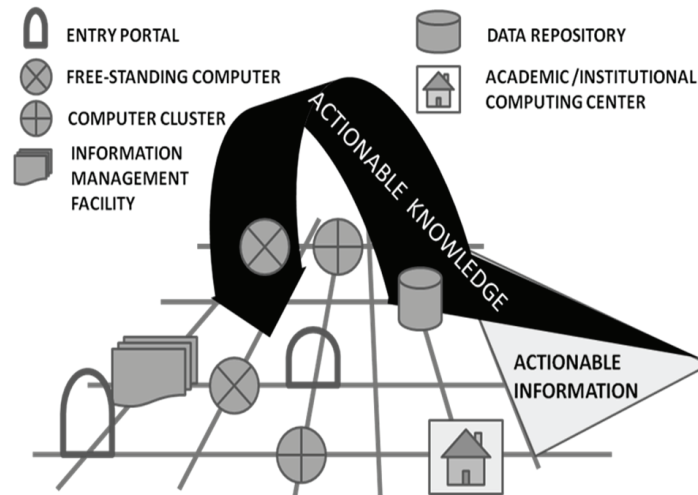 ENTRY PORTAL
FREE-STANDING COMPUTER
COMPUTER CLUSTER
INFORMATION
MANAGEMENT
FACILITY
DATA REPOSITORY
ACADEMIC/INSTITUTIONAL
COMPUTING CENTER
ACTIONABLE KNOWLEDGE
ACTIONABLE
INFORMATION